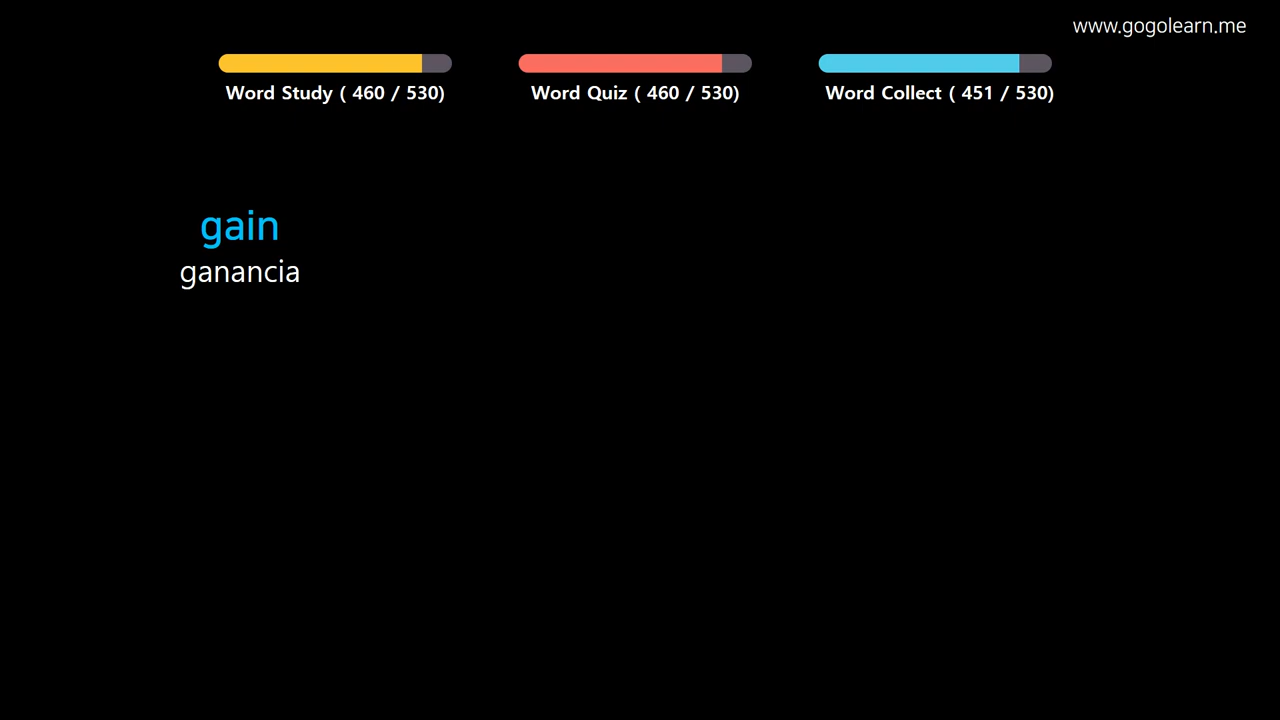 www.gogolearn.me
Word Study ( 460 / 530)
Word Quiz ( 460 / 530)
Word Collect ( 451 / 530)
gain
ganancia